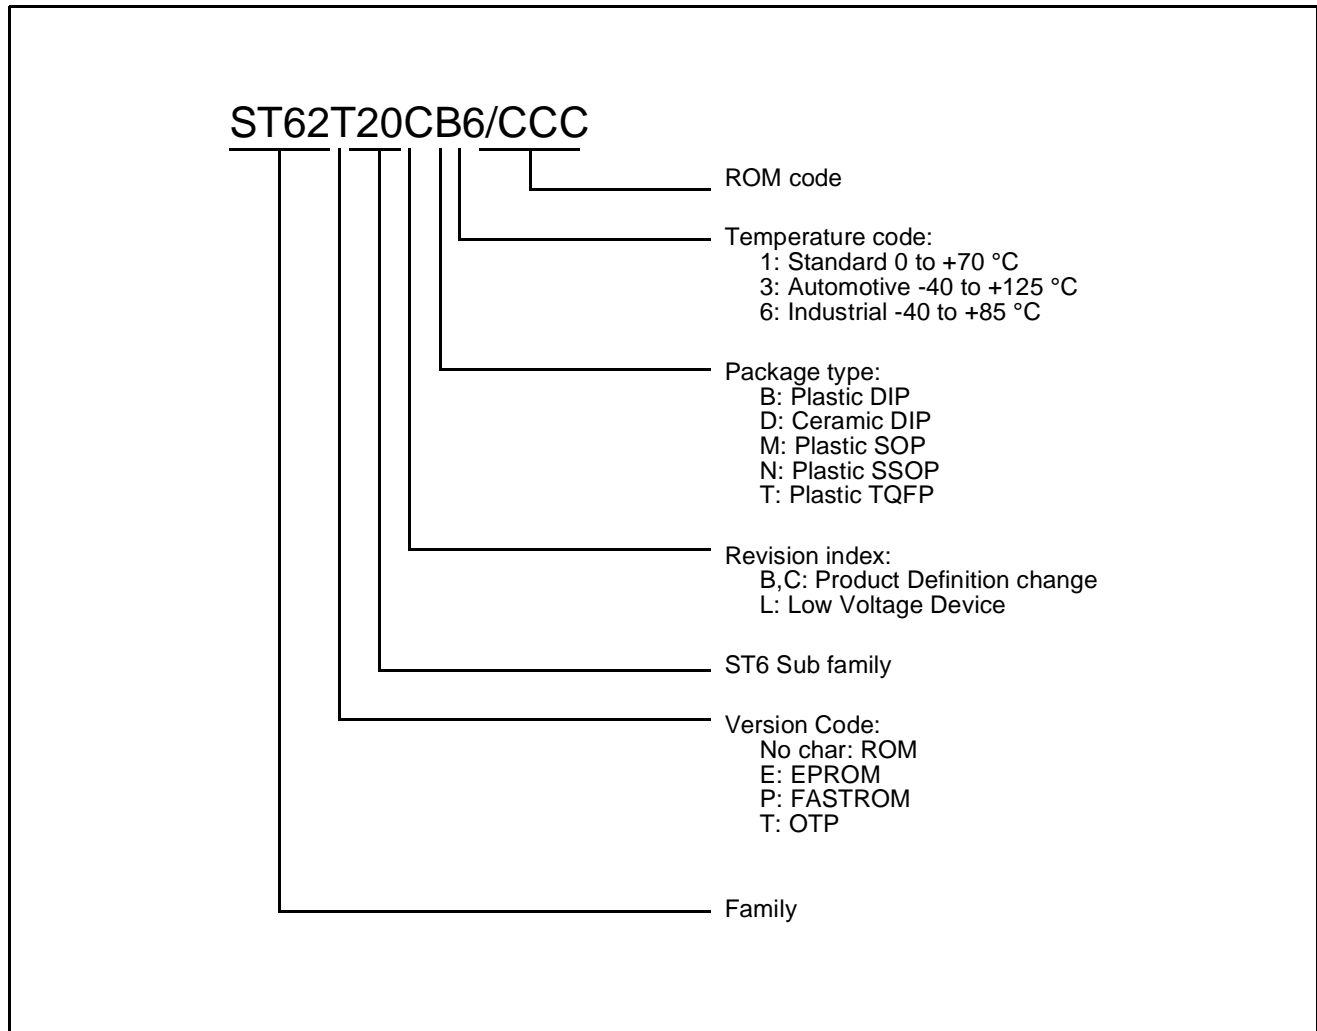 ST62T20CB6/CCC
ROM code
Temperature code:
1: Standard 0 to +70 °C
3: Automotive -40 to +125 °C
6: Industrial -40 to +85 °C
Package type:
B: Plastic DIP
D: Ceramic DIP
M: Plastic SOP
N: Plastic SSOP
T: Plastic TQFP
Revision index:
B,C: Product Definition change
L: Low Voltage Device
ST6 Sub family
Version Code:
No char: ROM
E: EPROM
P: FASTROM
T: OTP
Family